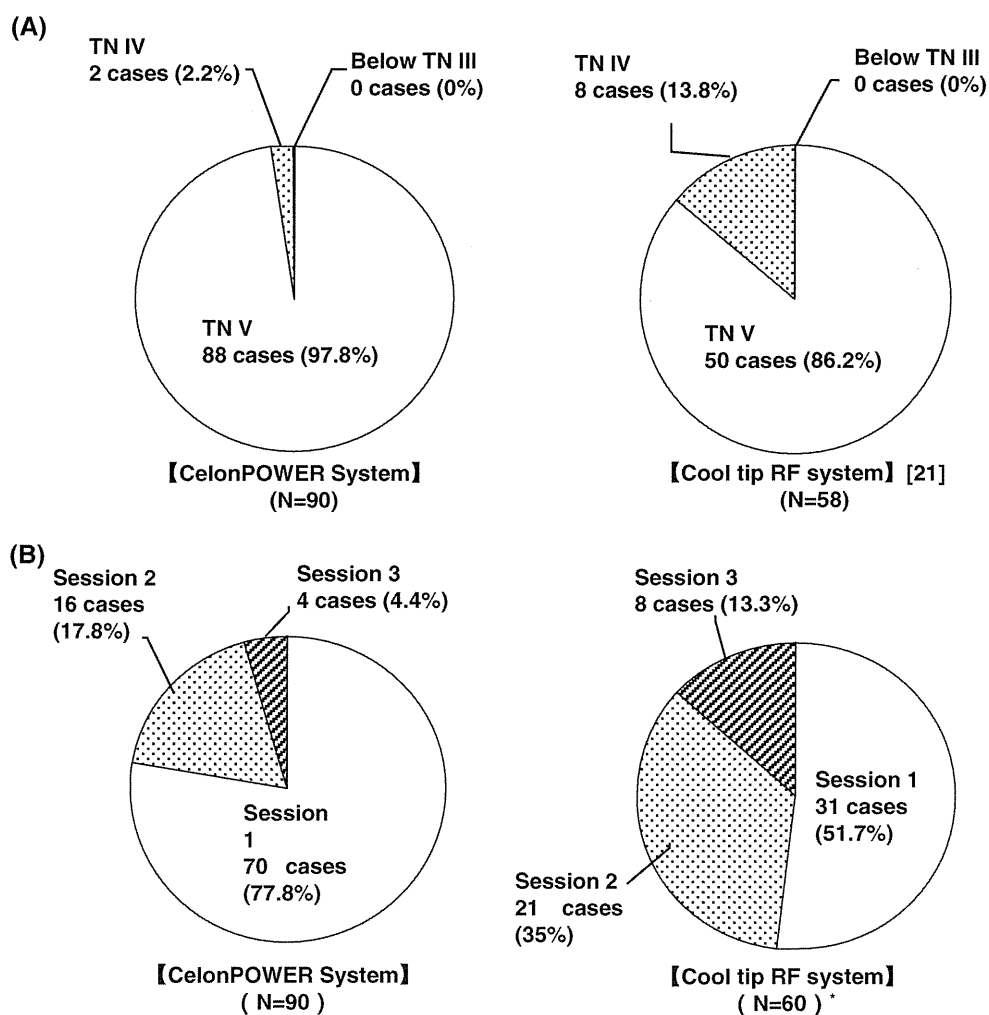 (A)
TN IV
2 cases (2.2%)
Below TN III
0 cases (0%)
TN V
88 cases (97.8%)
【CelonPOWER System】
(N=90)
TN IV
8 cases (13.8%)
Below TN III
0 cases (0%)
TN V
50 cases (86.2%)
【Cool tip RF system】 [21]
(N=58)
(B)
Session 2
16 cases
(17.8%)
Session 3
4 cases (4.4%)
Session
1
70 cases
(77.8%)
【CelonPOWER System】
( N=90 )
Session 3
8 cases (13.3%)
Session 1
31 cases
(51.7%)
Session 2
21 cases
(35%)
【Cool tip RF system】
( N=60 ) *